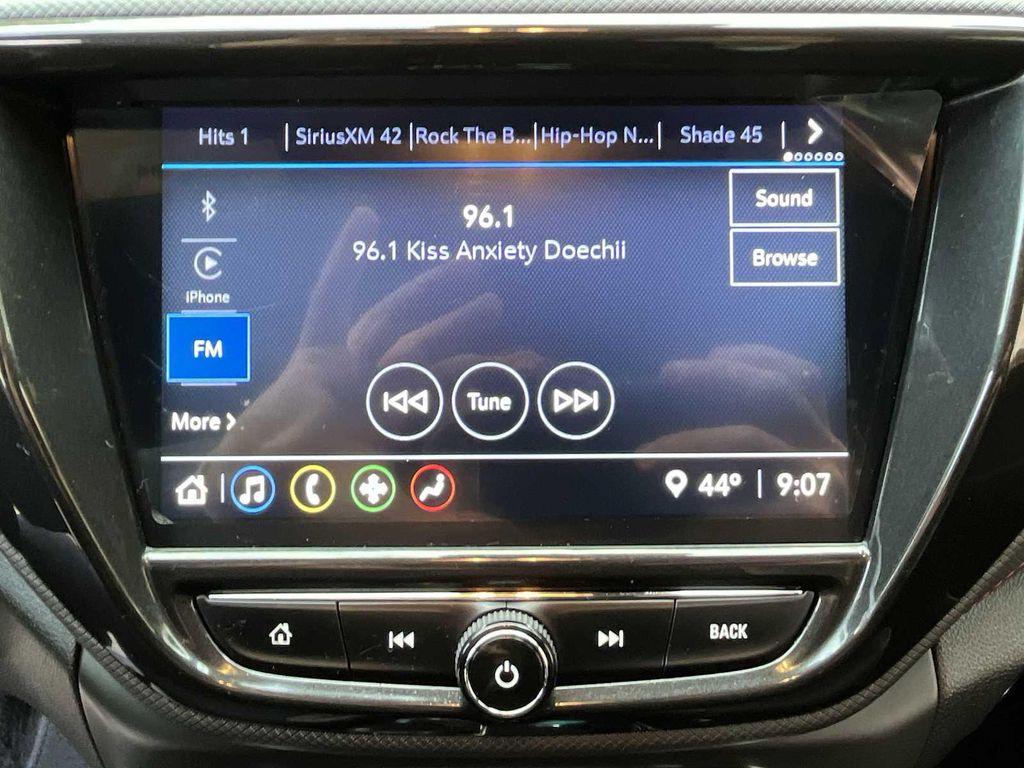 Hits 1 SiriusXM 42 Rock The B... Hip-Hop N... Shade 45
Sound
96.1
96.1 Kiss Anxiety Doechii
Browse
iPhone
FM
Tune
More
44° 9:07
BACK